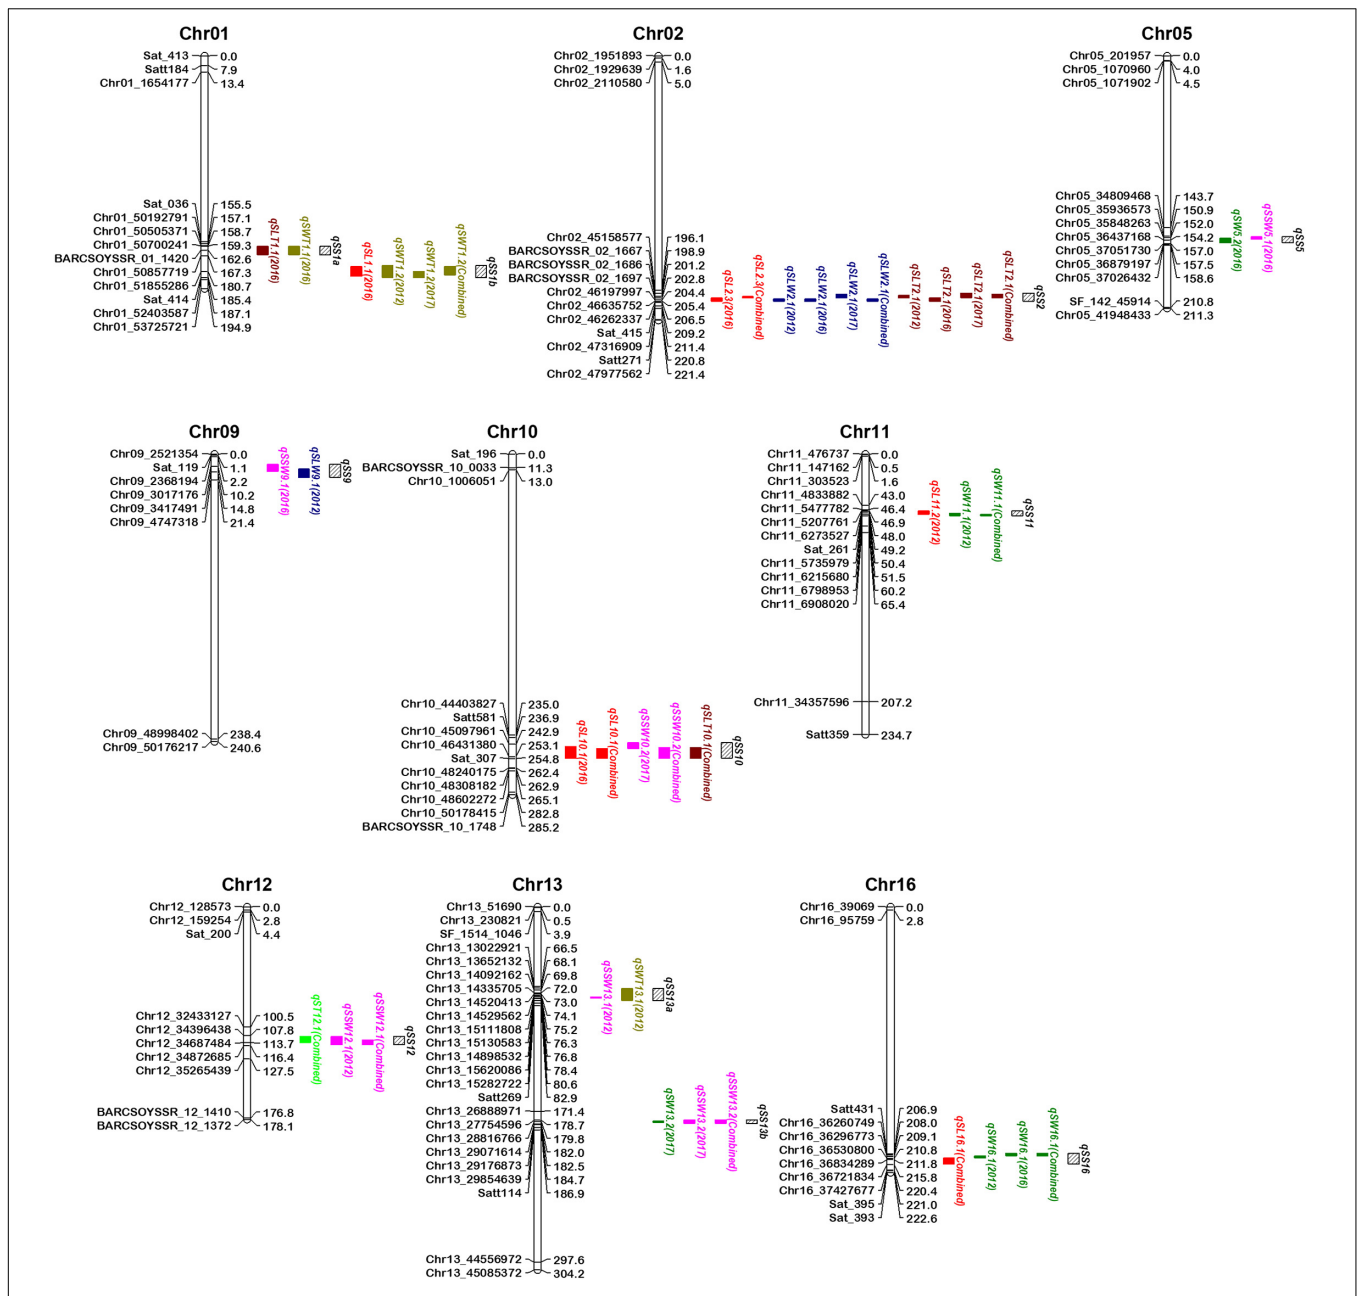 Chr01
Sat_413 0.0
Satt184 7.9
Chr01_1654177 13.4
Sat_036 155.5
Chr01_50192791 157.1
Chr01_50505371 158.7
Chr01_50700241 159.3
BARCSOYSSR_01_1420 162.6
Chr01_50857719 167.3
Chr01_51855286 180.7
Sat_414 185.4
Chr01_52403587 187.1
Chr01_53725721 194.9
qSLT1.1(2016)
qSWT1.1(2016)
qSS1a
qSL1.1(2016)
qSWT1.2(2012)
qSWT1.2(2017)
qSWT1.2(Combined)
qSS1b
Chr02
Chr02_1951893 0.0
Chr02_1929639 1.6
Chr02_2110580 5.0
Chr02_45158577 196.1
BARCSOYSSR_02_1667 198.9
BARCSOYSSR_02_1686 201.2
BARCSOYSSR_02_1697 202.8
Chr02_46197997 204.4
Chr02_46635752 205.4
Chr02_46262337 206.5
Sat_415 209.2
Chr02_47316909 211.4
Satt271 220.8
Chr02_47977562 221.4
qSL2.3(2016)
qSL2.3(Combined)
qSLW2.1(2012)
qSLW2.1(2016)
qSLW2.1(2017)
qSLW2.1(Combined)
qSLT2.1(2012)
qSLT2.1(2016)
qSLT2.1(2017)
qSLT2.1(Combined)
qSS2
Chr05
Chr05_201957 0.0
Chr05_1070960 4.0
Chr05_1071902 4.5
Chr05_34809468 143.7
Chr05_35936573 150.9
Chr05_35848263 152.0
Chr05_36437168 154.2
Chr05_37051730 157.0
Chr05_36879197 157.5
Chr05_37026432 158.6
SF_142_45914 210.8
Chr05_41948433 211.3
qSW5.2(2016)
qSSW5.1(2016)
qSS5
Chr09
Chr09_2521354 0.0
Sat_119 1.1
Chr09_2368194 2.2
Chr09_3017176 10.2
Chr09_3417491 14.8
Chr09_4747318 21.4
Chr09_48998402 238.4
Chr09_50176217 240.6
qSSW9.1(2016)
qSLW9.1(2012)
qSS9
Chr10
Sat_196 0.0
BARCSOYSSR_10_0033 11.3
Chr10_1006051 13.0
Chr10_44403827 235.0
Satt581 236.9
Chr10_45097961 242.9
Chr10_46431380 253.1
Sat_307 254.8
Chr10_48240175 262.4
Chr10_48308182 262.9
Chr10_48602272 265.1
Chr10_50178415 282.8
BARCSOYSSR_10_1748 285.2
qSL10.1(2016)
qSL10.1(Combined)
qSSW10.2(2017)
qSSW10.2(Combined)
qSLT10.1(Combined)
qSS10
Chr11
Chr11_476737 0.0
Chr11_147162 0.5
Chr11_303523 1.6
Chr11_4833882 43.0
Chr11_5477782 46.4
Chr11_5207761 46.9
Chr11_6273527 48.0
Sat_261 49.2
Chr11_5735979 50.4
Chr11_6215680 51.5
Chr11_6798953 60.2
Chr11_6908020 65.4
Chr11_34357596 207.2
Satt359 234.7
qSL11.2(2012)
qSW11.1(2012)
qSW11.1(Combined)
qSS11
Chr12
Chr12_128573 0.0
Chr12_159254 2.8
Sat_200 4.4
Chr12_32433127 100.5
Chr12_34396438 107.8
Chr12_34687484 113.7
Chr12_34872685 116.4
Chr12_35265439 127.5
BARCSOYSSR_12_1410 176.8
BARCSOYSSR_12_1372 178.1
qST12.1(Combined)
qSSW12.1(2012)
qSSW12.1(Combined)
qSS12
Chr13
Chr13_51690 0.0
Chr13_230821 0.5
SF_1514_1046 3.9
Chr13_13022921 66.5
Chr13_13652132 68.1
Chr13_14092162 69.8
Chr13_14335705 72.0
Chr13_14520413 73.0
Chr13_14529562 74.1
Chr13_15111808 75.2
Chr13_15130583 76.3
Chr13_14898532 76.8
Chr13_15620086 78.4
Chr13_15282722 80.6
Satt269 82.9
Chr13_26888971 171.4
Chr13_27754596 178.7
Chr13_28816766 179.8
Chr13_29071614 182.0
Chr13_29176873 182.5
Chr13_29854639 184.7
Satt114 186.9
Chr13_44556972 297.6
Chr13_45085372 304.2
qSSW13.1(2012)
qSWT13.1(2012)
qSS13a
qSW13.2(2017)
qSSW13.2(2017)
qSSW13.2(Combined)
qSS13b
Chr16
Chr16_39069 0.0
Chr16_95759 2.8
Satt431 206.9
Chr16_36260749 208.0
Chr16_36296773 209.1
Chr16_36530800 210.8
Chr16_36834289 211.8
Chr16_36721834 215.8
Chr16_37427677 220.4
Sat_395 221.0
Sat_393 222.6
qSL16.1(Combined)
qSW16.1(2012)
qSW16.1(2016)
qSW16.1(Combined)
qSS16